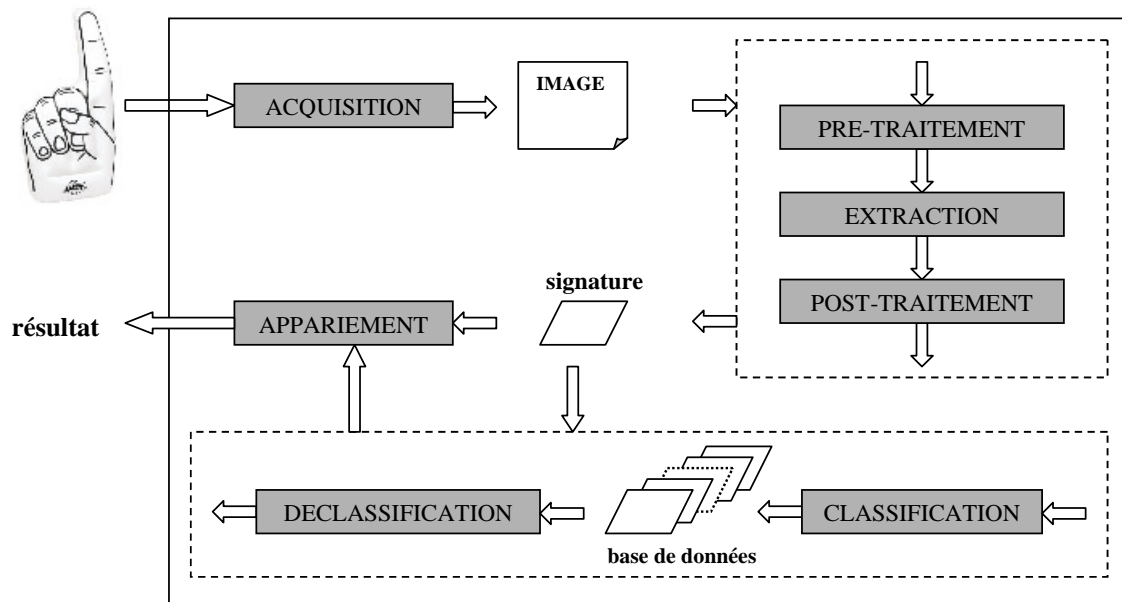 ACQUISITION
IMAGE
PRE-TRAITEMENT
EXTRACTION
POST-TRAITEMENT
signature
APPARIEMENT
résultat
DECLASSIFICATION
base de données
CLASSIFICATION